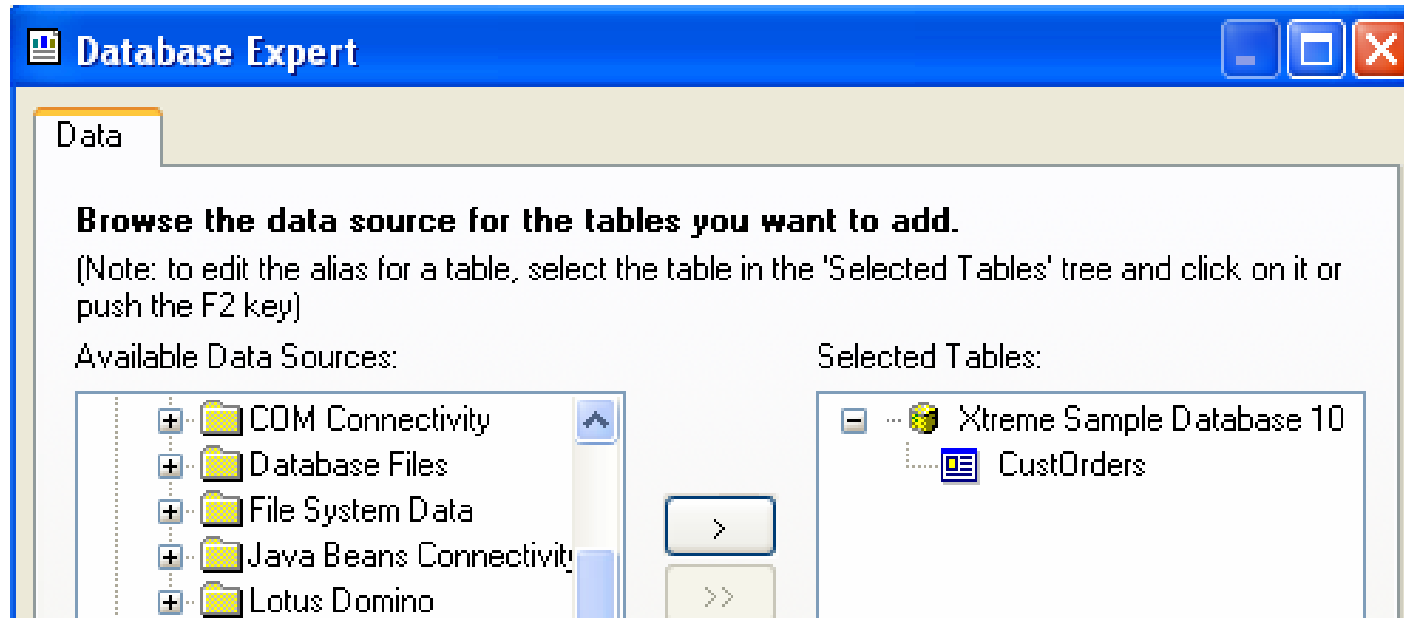 Database Expert
Data
Browse the data source for the tables you want to add.
(Note: to edit the alias for a table, select the table in the 'Selected Tables' tree and click on it or
push the F2 key)
Available Data Sources:
Selected Tables:
COM Connectivity
Database Files
File System Data
Java Beans Connectivity
Lotus Domino
>
>>
Xtreme Sample Database 10
CustOrders